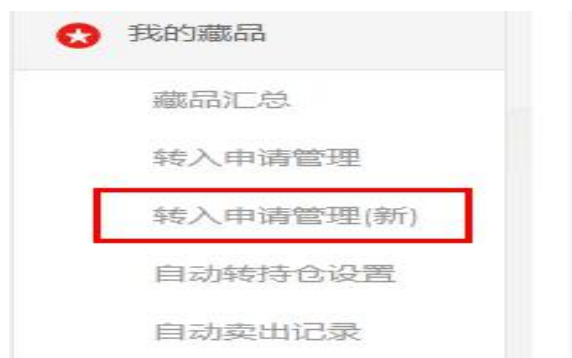 我的藏品
藏品汇总
转入申请管理
转入申请管理(新)
自动转持仓设置
自动卖出记录